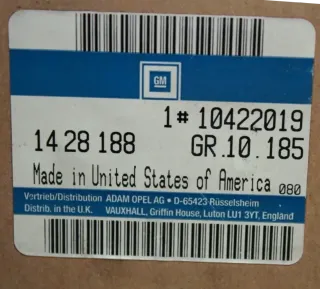 GM
1# 10422019
14 28 188 GR.10.185
Made in United States of America 080
Vertrieb/Distribution ADAM OPEL AG • D-65423 Rüsselsheim
Distrib. in the U.K. VAUXHALL, Griffin House, Luton LU1 3YT, England